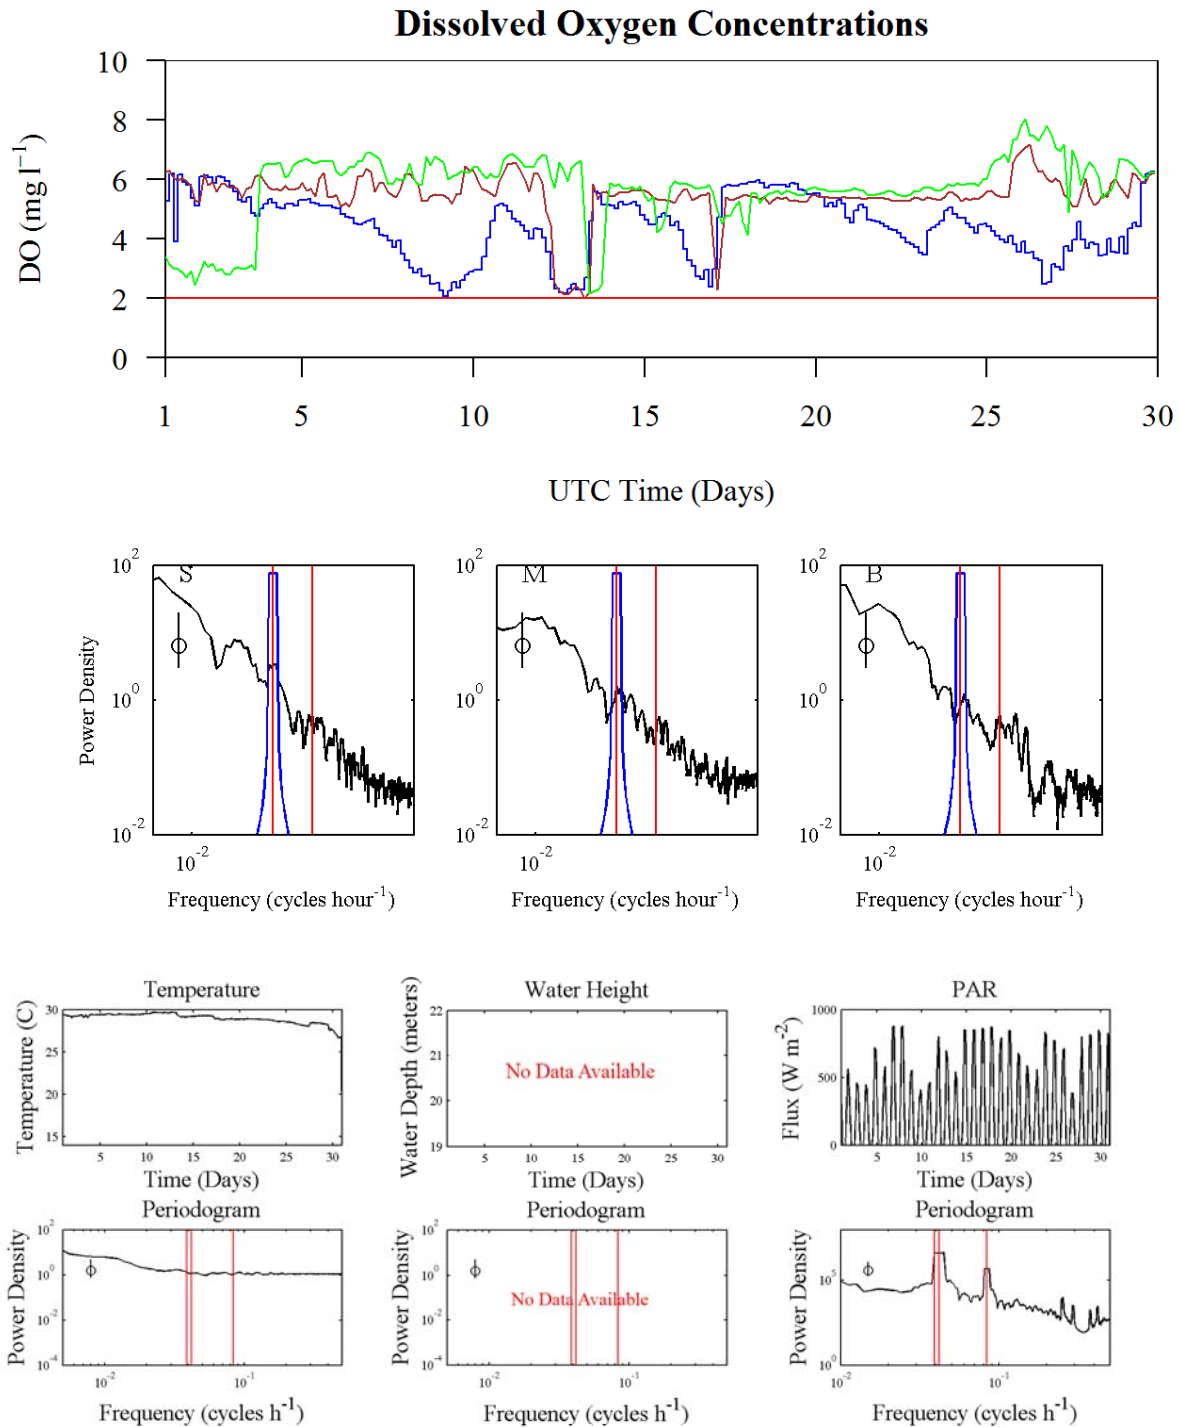 Dissolved Oxygen Concentrations
DO (mg l⁻¹)
10
8
6
4
2
0
1 5 10 15 20 25 30
UTC Time (Days)
Power Density
10² 10⁰ 10⁻²
S
10⁻²
Frequency (cycles hour⁻¹)
10² 10⁰ 10⁻²
M
10⁻²
Frequency (cycles hour⁻¹)
10² 10⁰ 10⁻²
B
10⁻²
Frequency (cycles hour⁻¹)
Temperature
Temperature (C)
30 25 20 15
5 10 15 20 25 30
Time (Days)
Water Height
Water Depth (meters)
22 21 20 19
No Data Available
5 10 15 20 25 30
Time (Days)
PAR
Flux (W m⁻²)
1000 500 0
5 10 15 20 25 30
Time (Days)
Periodogram
Power Density
10² 10⁰ 10⁻² 10⁻⁴
10⁻² 10⁻¹
Frequency (cycles h⁻¹)
Periodogram
Power Density
10² 10⁰ 10⁻² 10⁻⁴
No Data Available
10⁻² 10⁻¹
Frequency (cycles h⁻¹)
Periodogram
Power Density
10⁵ 10⁰
10⁻² 10⁻¹
Frequency (cycles h⁻¹)